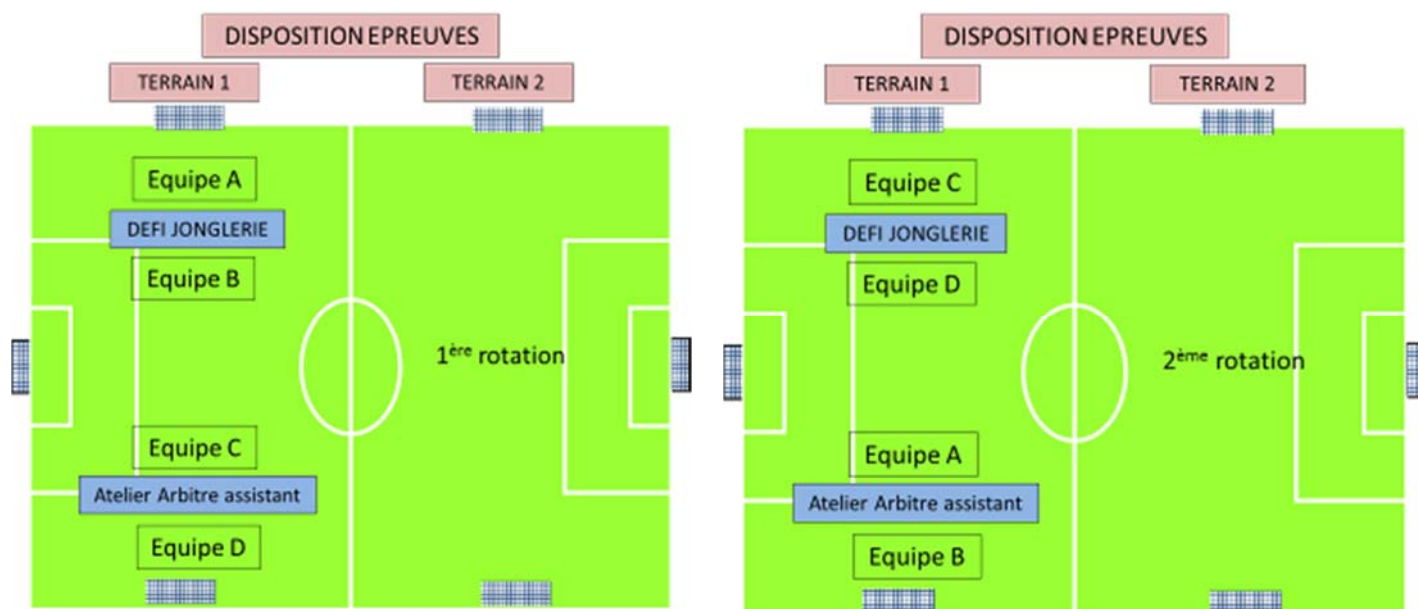 DISPOSITION EPREUVES
TERRAIN 1
TERRAIN 2
Equipe A
DEFI JONGLERIE
Equipe B
1ère rotation
Equipe C
Atelier Arbitre assistant
Equipe D
DISPOSITION EPREUVES
TERRAIN 1
TERRAIN 2
Equipe C
DEFI JONGLERIE
Equipe D
2ème rotation
Equipe A
Atelier Arbitre assistant
Equipe B